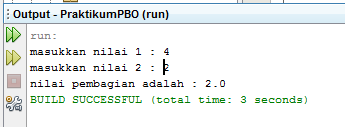 Output - PraktikumPBO (run)
run:
masukkan nilai 1 : 4
masukkan nilai 2 : 2
nilai pembagian adalah : 2.0
BUILD SUCCESSFUL (total time: 3 seconds)